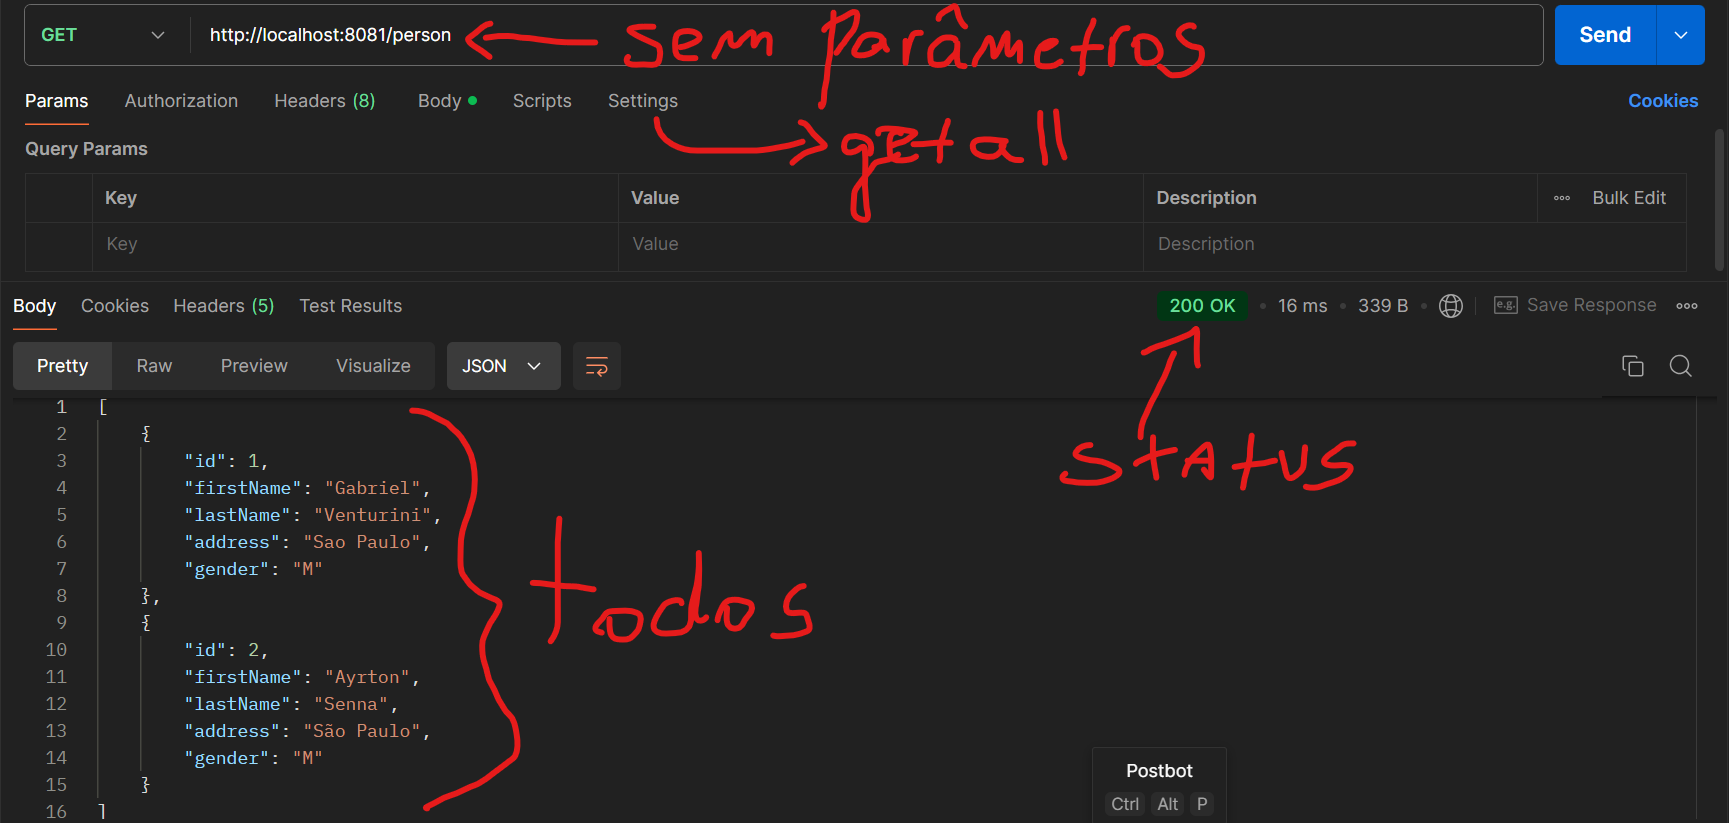 GET http://localhost:8081/person sem parâmetros Send
Params Authorization Headers (8) Body Scripts Settings Cookies
get all
Query Params
Key Value Description Bulk Edit
Key Value Description
Body Cookies Headers (5) Test Results 200 OK 16 ms 339 B e.g. Save Response
Pretty Raw Preview Visualize JSON
status
1 [
2 {
3 "id": 1,
4 "firstName": "Gabriel",
5 "lastName": "Venturini",
6 "address": "Sao Paulo",
7 "gender": "M"
8 },
9 {
10 "id": 2,
11 "firstName": "Ayrton",
12 "lastName": "Senna",
13 "address": "São Paulo",
14 "gender": "M"
15 }
16 ]
todos
Postbot
Ctrl Alt P